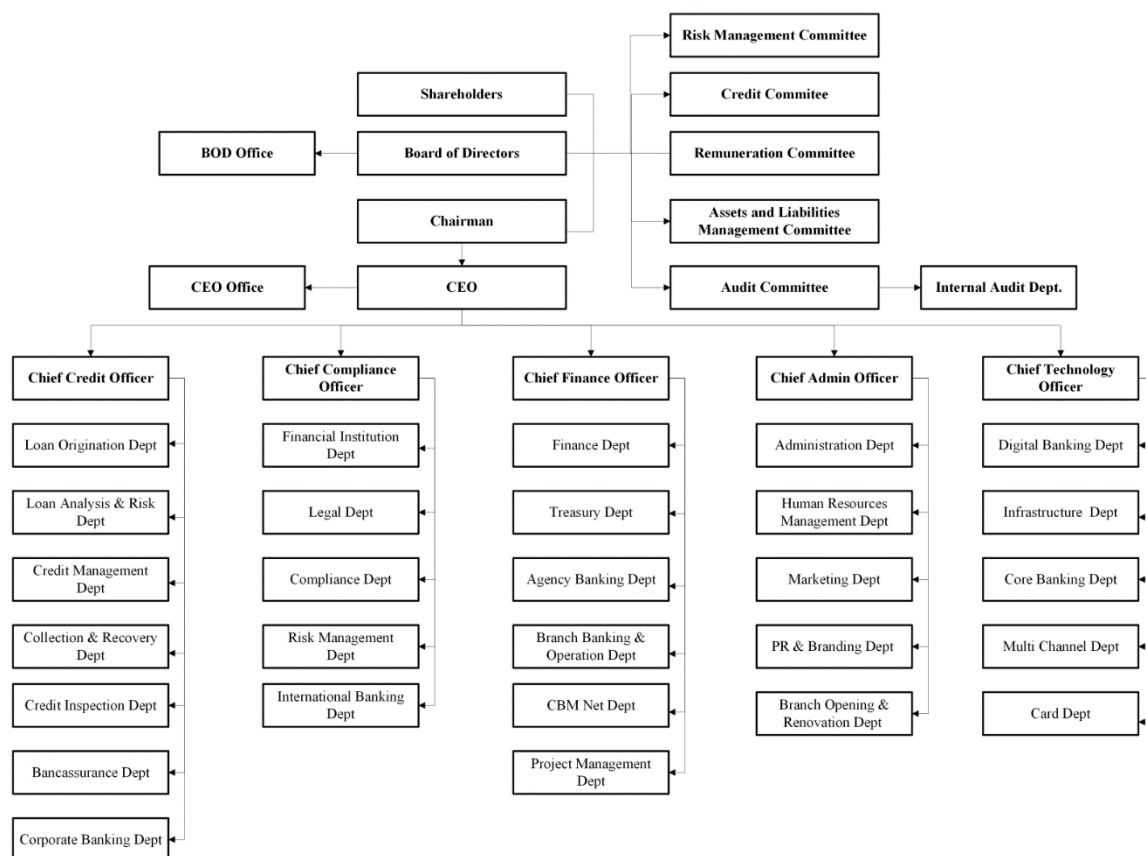 Risk Management Committee
Shareholders
Credit Commitee
BOD Office
Board of Directors
Remuneration Committee
Chairman
Assets and Liabilities
Management Committee
CEO Office
CEO
Audit Committee
Internal Audit Dept.
Chief Credit Officer
Chief Compliance
Officer
Chief Finance Officer
Chief Admin Officer
Chief Technology
Officer
Loan Origination Dept
Financial Institution
Dept
Finance Dept
Administration Dept
Digital Banking Dept
Loan Analysis & Risk
Dept
Legal Dept
Treasury Dept
Human Resources
Management Dept
Infrastructure Dept
Credit Management
Dept
Compliance Dept
Agency Banking Dept
Marketing Dept
Core Banking Dept
Collection & Recovery
Dept
Risk Management
Dept
Branch Banking &
Operation Dept
PR & Branding Dept
Multi Channel Dept
Credit Inspection Dept
International Banking
Dept
CBM Net Dept
Branch Opening &
Renovation Dept
Card Dept
Bancassurance Dept
Project Management
Dept
Corporate Banking Dept